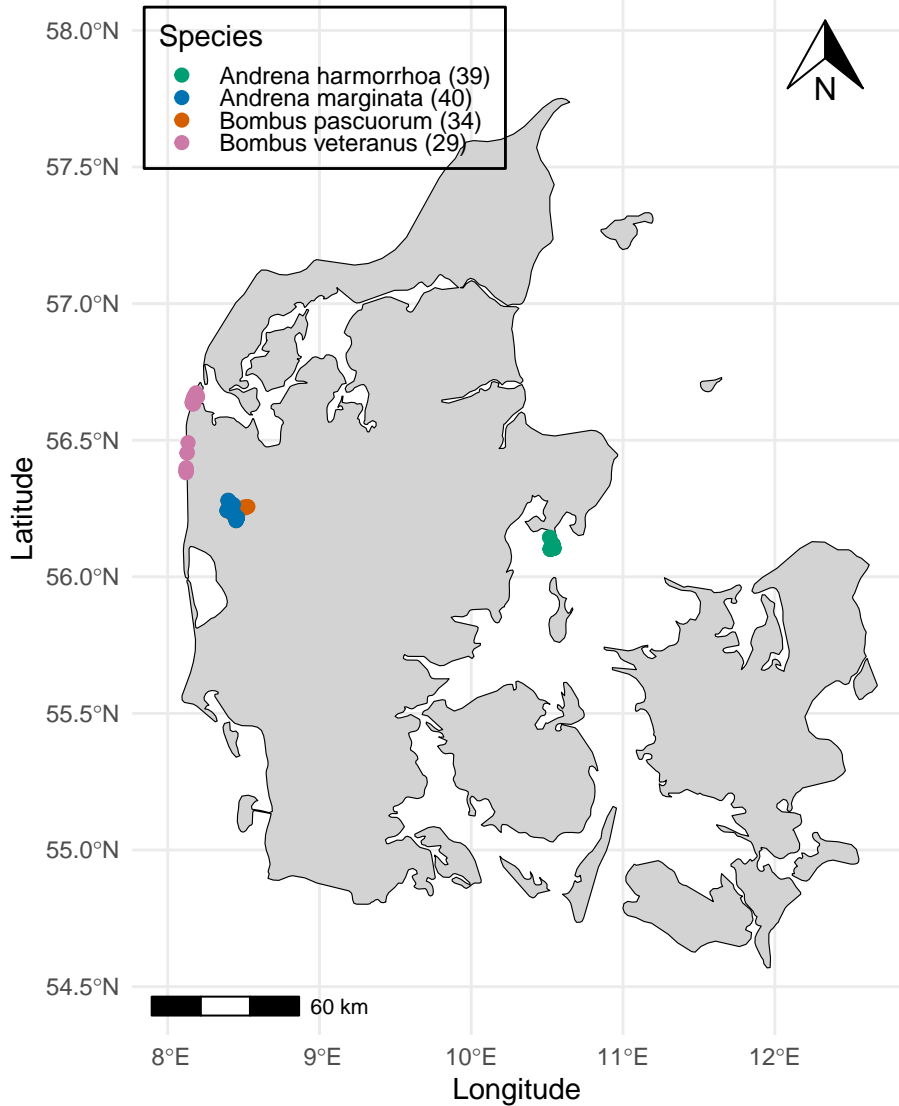 Species
Andrena harmorrhoa (39)
Andrena marginata (40)
Bombus pascuorum (34)
Bombus veteranus (29)
N
58.0°N
57.5°N
57.0°N
56.5°N
56.0°N
55.5°N
55.0°N
54.5°N
Latitude
60 km
8°E 9°E 10°E 11°E 12°E
Longitude